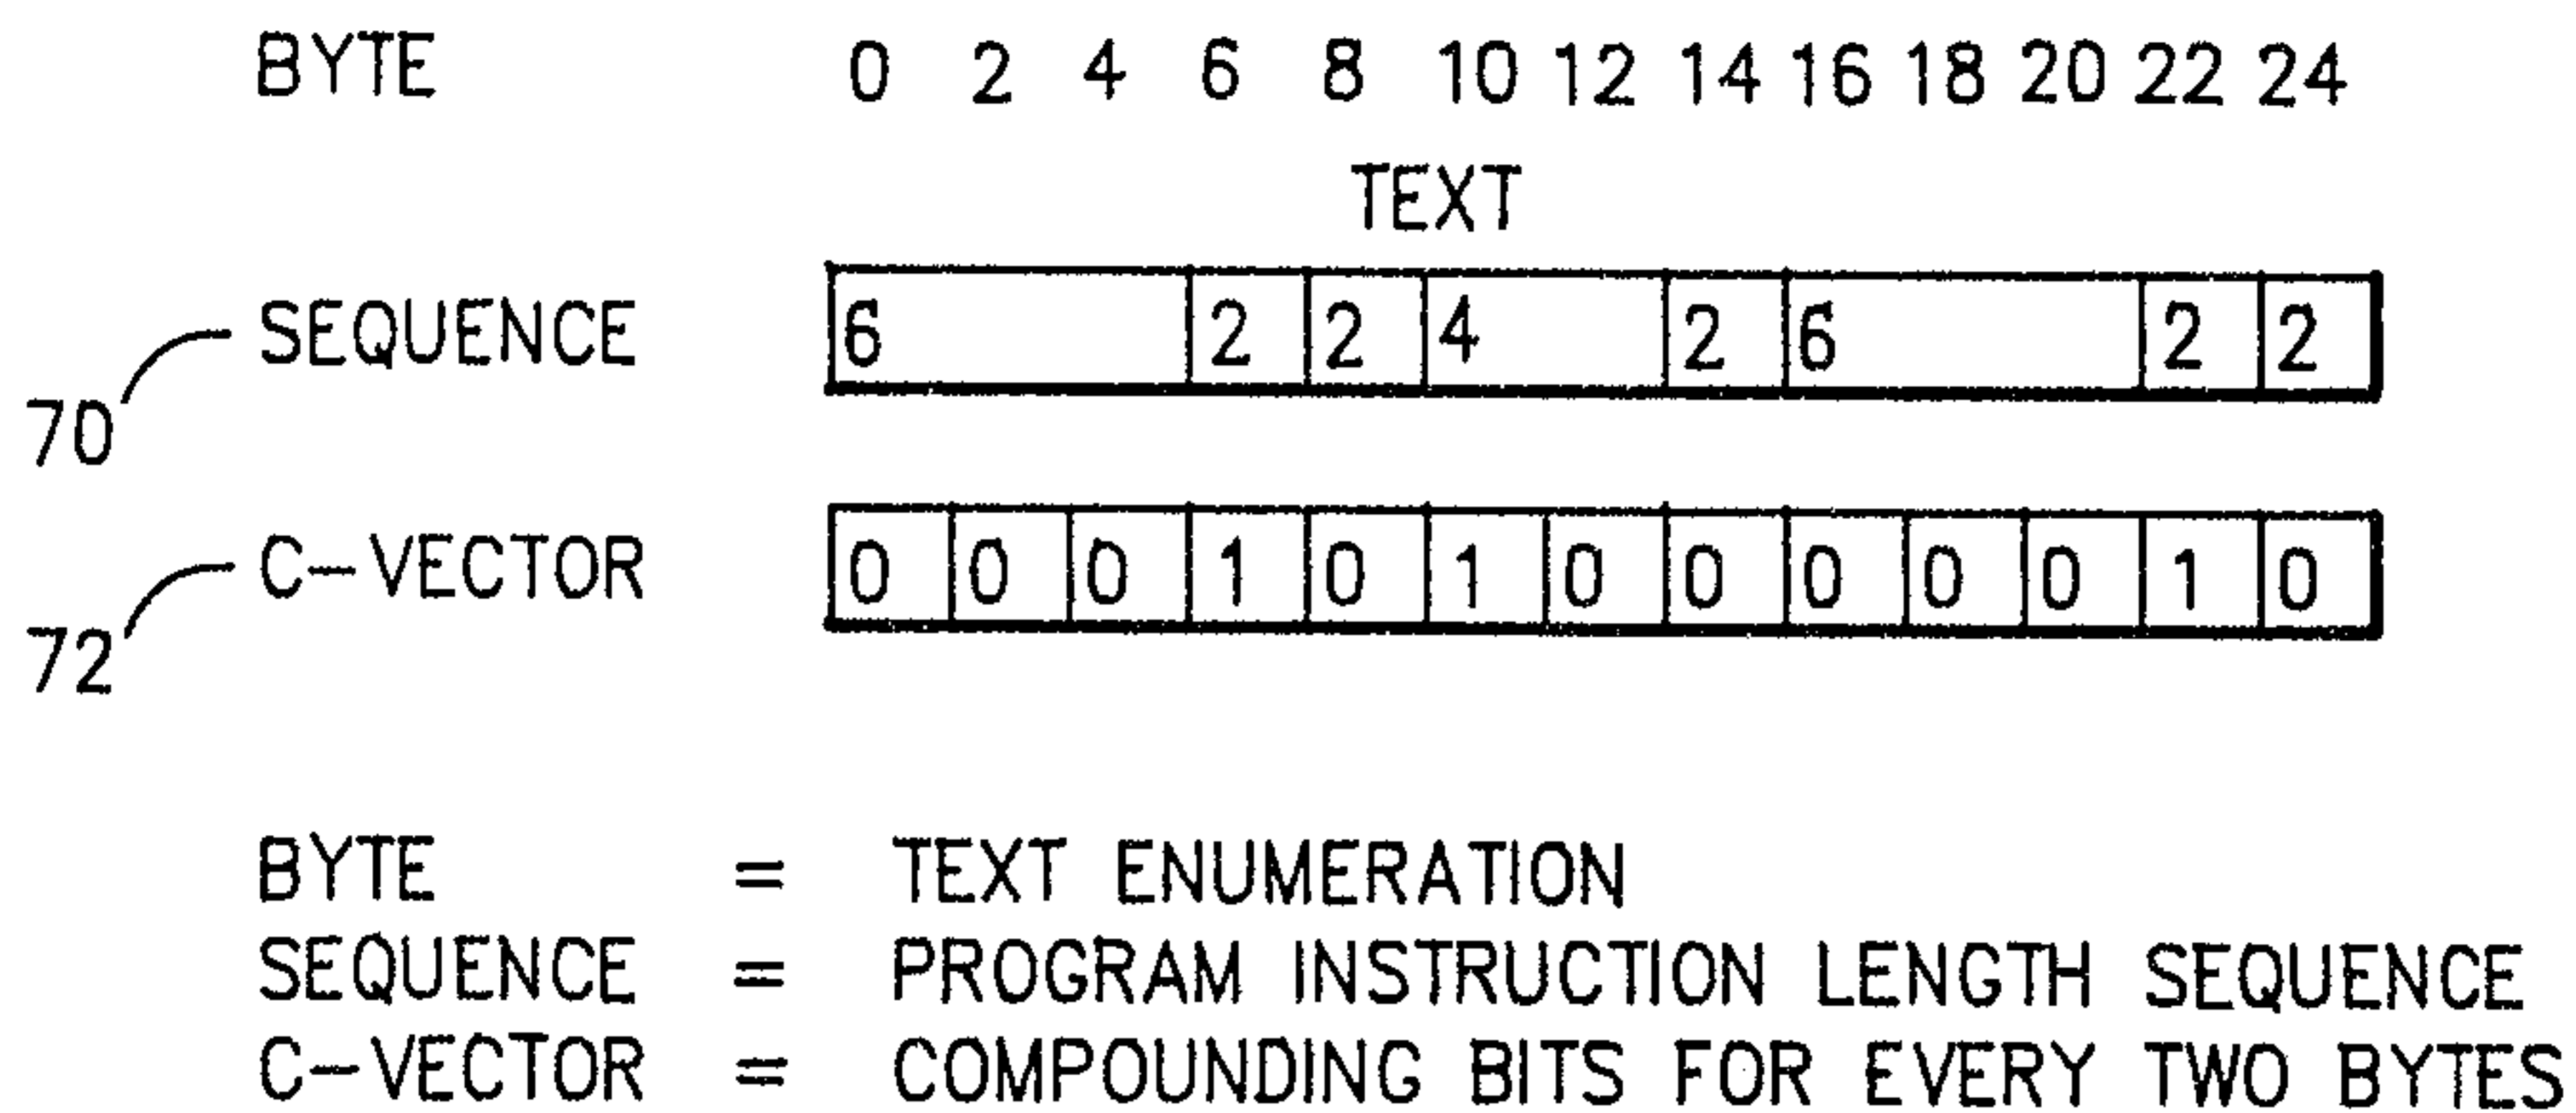 BYTE 0 2 4 6 8 10 12 14 16 18 20 22 24
TEXT
SEQUENCE 6 2 2 4 2 6 2 2
70
C-VECTOR 0 0 0 1 0 1 0 0 0 0 0 1 0
72
BYTE = TEXT ENUMERATION
SEQUENCE = PROGRAM INSTRUCTION LENGTH SEQUENCE
C-VECTOR = COMPOUNDING BITS FOR EVERY TWO BYTES